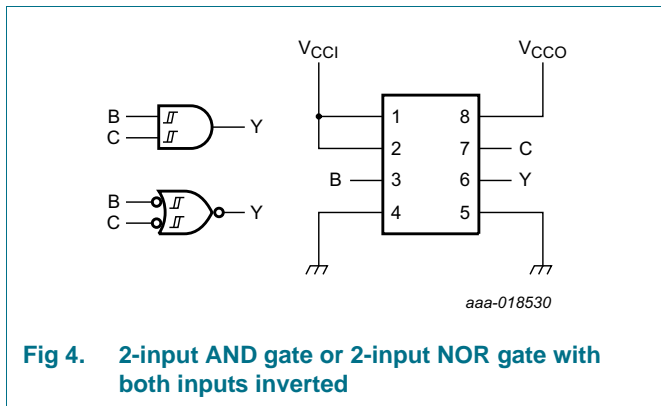 VCCI VCCO
B C Y
1 8
2 7 C
B 3 6 Y
4 5
B C Y
aaa-018530
Fig 4. 2-input AND gate or 2-input NOR gate with
both inputs inverted